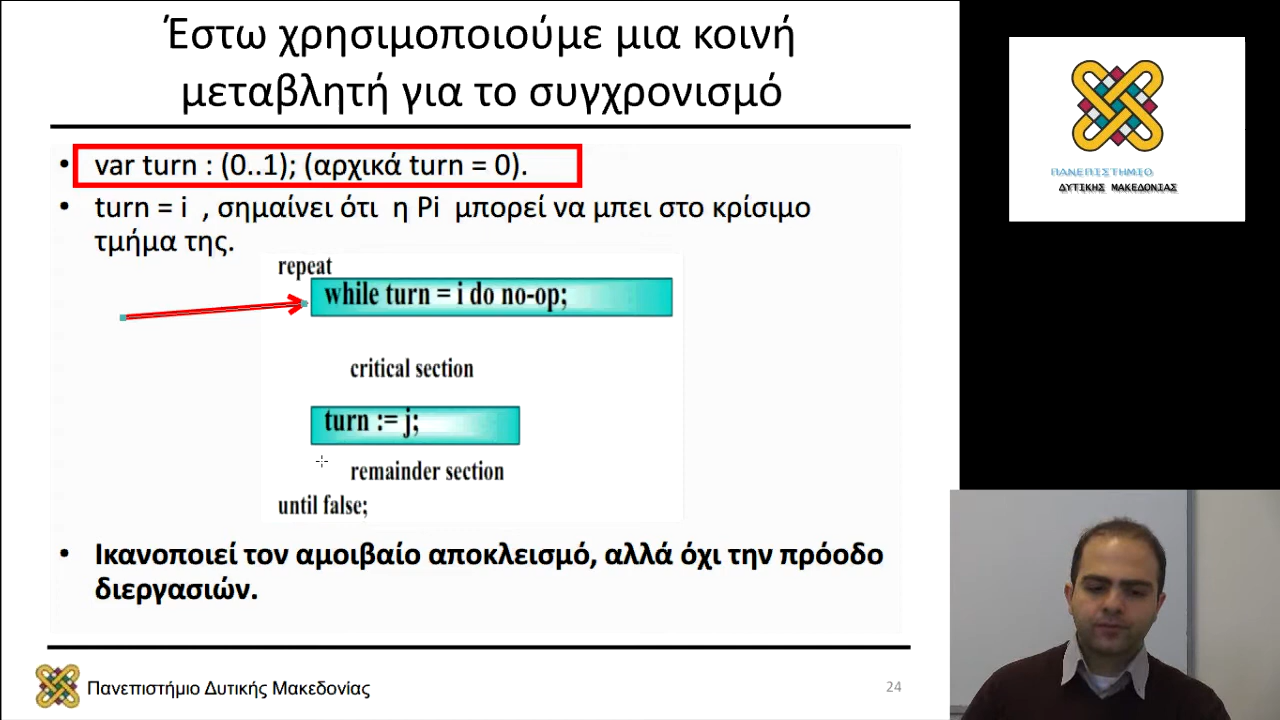 Έστω χρησιμοποιούμε μια κοινή
μεταβλητή για το συγχρονισμό
• var turn : (0..1); (αρχικά turn = 0).
• turn = i , σημαίνει ότι η Pi μπορεί να μπει στο κρίσιμο
τμήμα της.
repeat
while turn = i do no-op;
critical section
turn := j;
remainder section
until false;
• Ικανοποιεί τον αμοιβαίο αποκλεισμό, αλλά όχι την πρόοδο
διεργασιών.
Πανεπιστήμιο Δυτικής Μακεδονίας
24
ΠΑΝΕΠΙΣΤΗΜΙΟ
ΔΥΤΙΚΗΣ ΜΑΚΕΔΟΝΙΑΣ